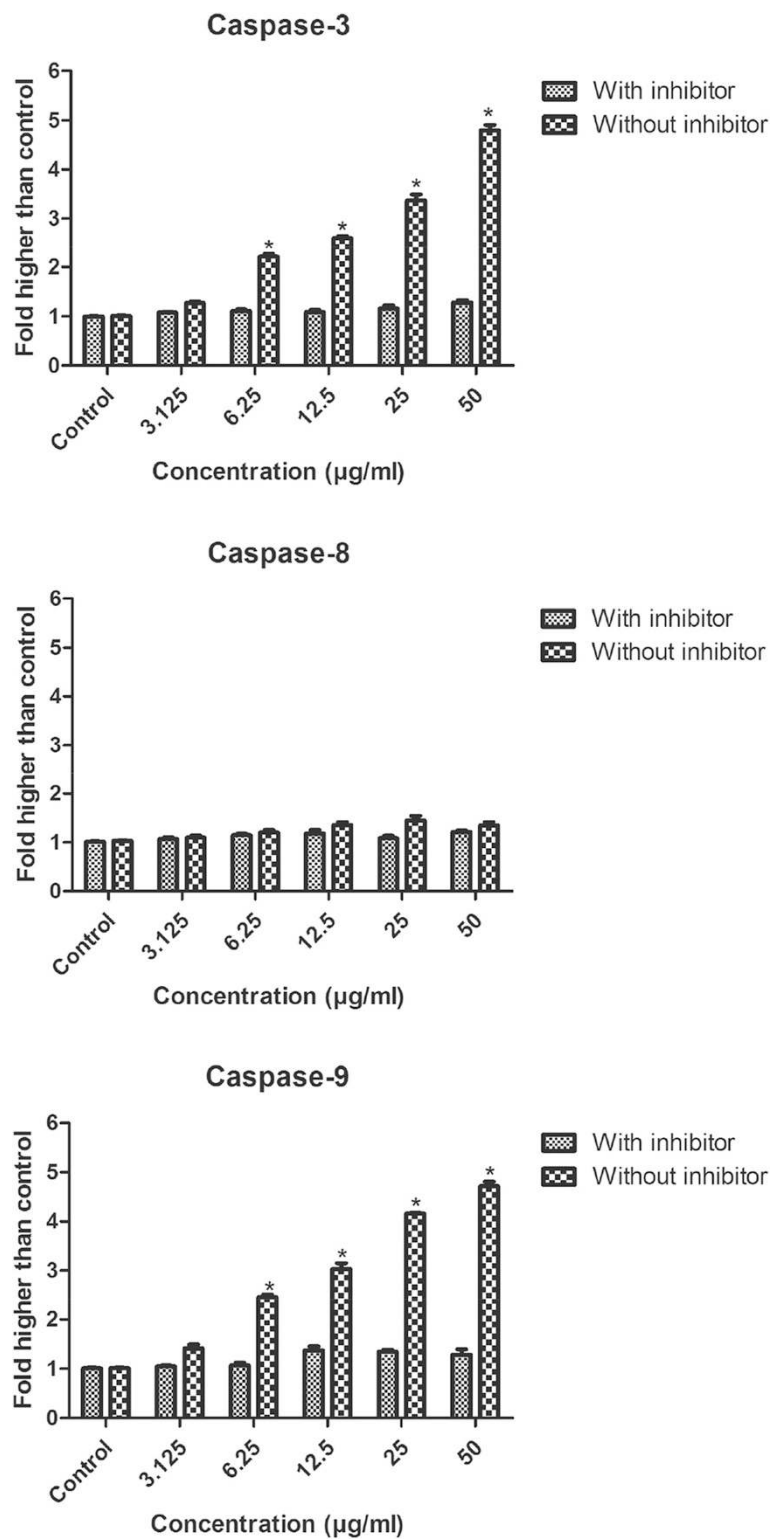 Caspase-3
Fold higher than control
6
5
4
3
2
1
0
*
*
*
*
Control
3.125
6.25
12.5
25
50
Concentration (µg/ml)
With inhibitor
Without inhibitor
Caspase-8
Fold higher than control
6
5
4
3
2
1
0
Control
3.125
6.25
12.5
25
50
Concentration (µg/ml)
With inhibitor
Without inhibitor
Caspase-9
Fold higher than control
6
5
4
3
2
1
0
*
*
*
*
Control
3.125
6.25
12.5
25
50
Concentration (µg/ml)
With inhibitor
Without inhibitor